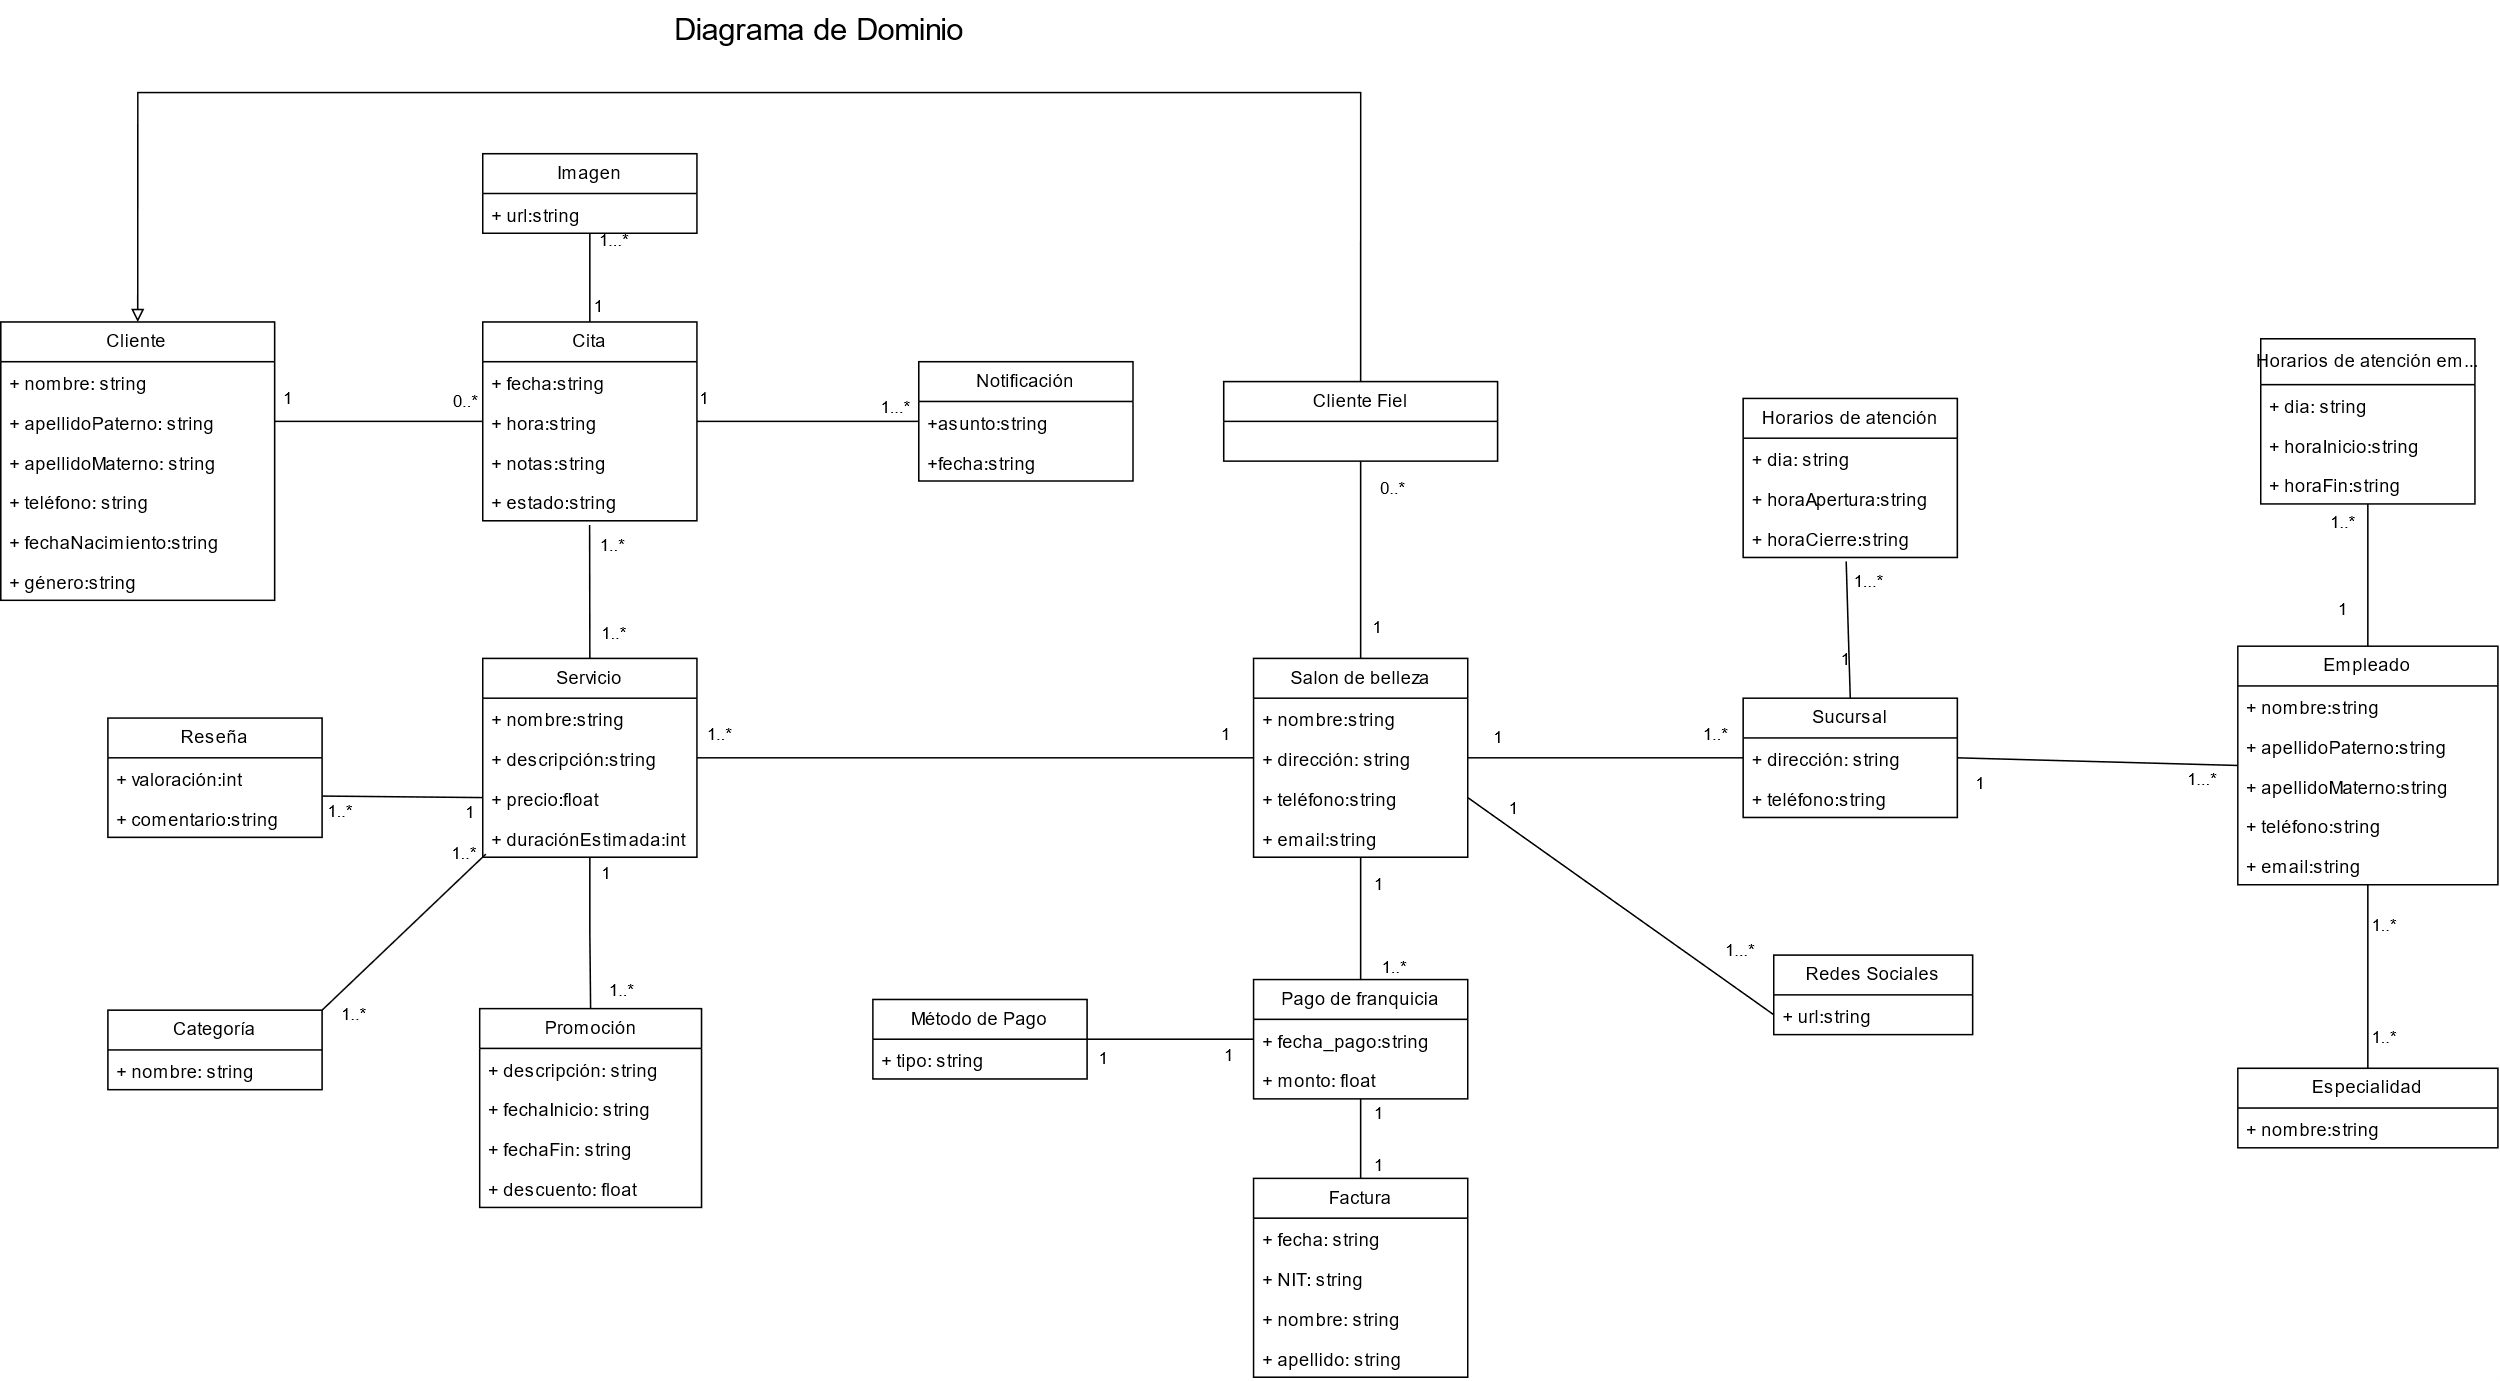 Diagrama de Dominio
Imagen
+ url:string
1...*
1
Cliente
+ nombre: string
+ apellidoPaterno: string
+ apellidoMaterno: string
+ teléfono: string
+ fechaNacimiento:string
+ género:string
1
0..*
Cita
+ fecha:string
+ hora:string
+ notas:string
+ estado:string
1
1...*
Notificación
+asunto:string
+fecha:string
Cliente Fiel
0..*
1
Horarios de atención
+ dia: string
+ horaApertura:string
+ horaCierre:string
1...*
1
Horarios de atención em...
+ dia: string
+ horaInicio:string
+ horaFin:string
1..*
1
1..*
1..*
Servicio
+ nombre:string
+ descripción:string
+ precio:float
+ duraciónEstimada:int
1..*
1
Salon de belleza
+ nombre:string
+ dirección: string
+ teléfono:string
+ email:string
1
1..*
Sucursal
+ dirección: string
+ teléfono:string
1
1...*
Empleado
+ nombre:string
+ apellidoPaterno:string
+ apellidoMaterno:string
+ teléfono:string
+ email:string
Reseña
+ valoración:int
+ comentario:string
1..*
1
1..*
1..*
Categoría
+ nombre: string
1
1..*
Promoción
+ descripción: string
+ fechaInicio: string
+ fechaFin: string
+ descuento: float
1
1..*
Método de Pago
+ tipo: string
1
1
Pago de franquicia
+ fecha_pago:string
+ monto: float
1
1
Factura
+ fecha: string
+ NIT: string
+ nombre: string
+ apellido: string
1
1...*
Redes Sociales
+ url:string
1..*
1..*
Especialidad
+ nombre:string